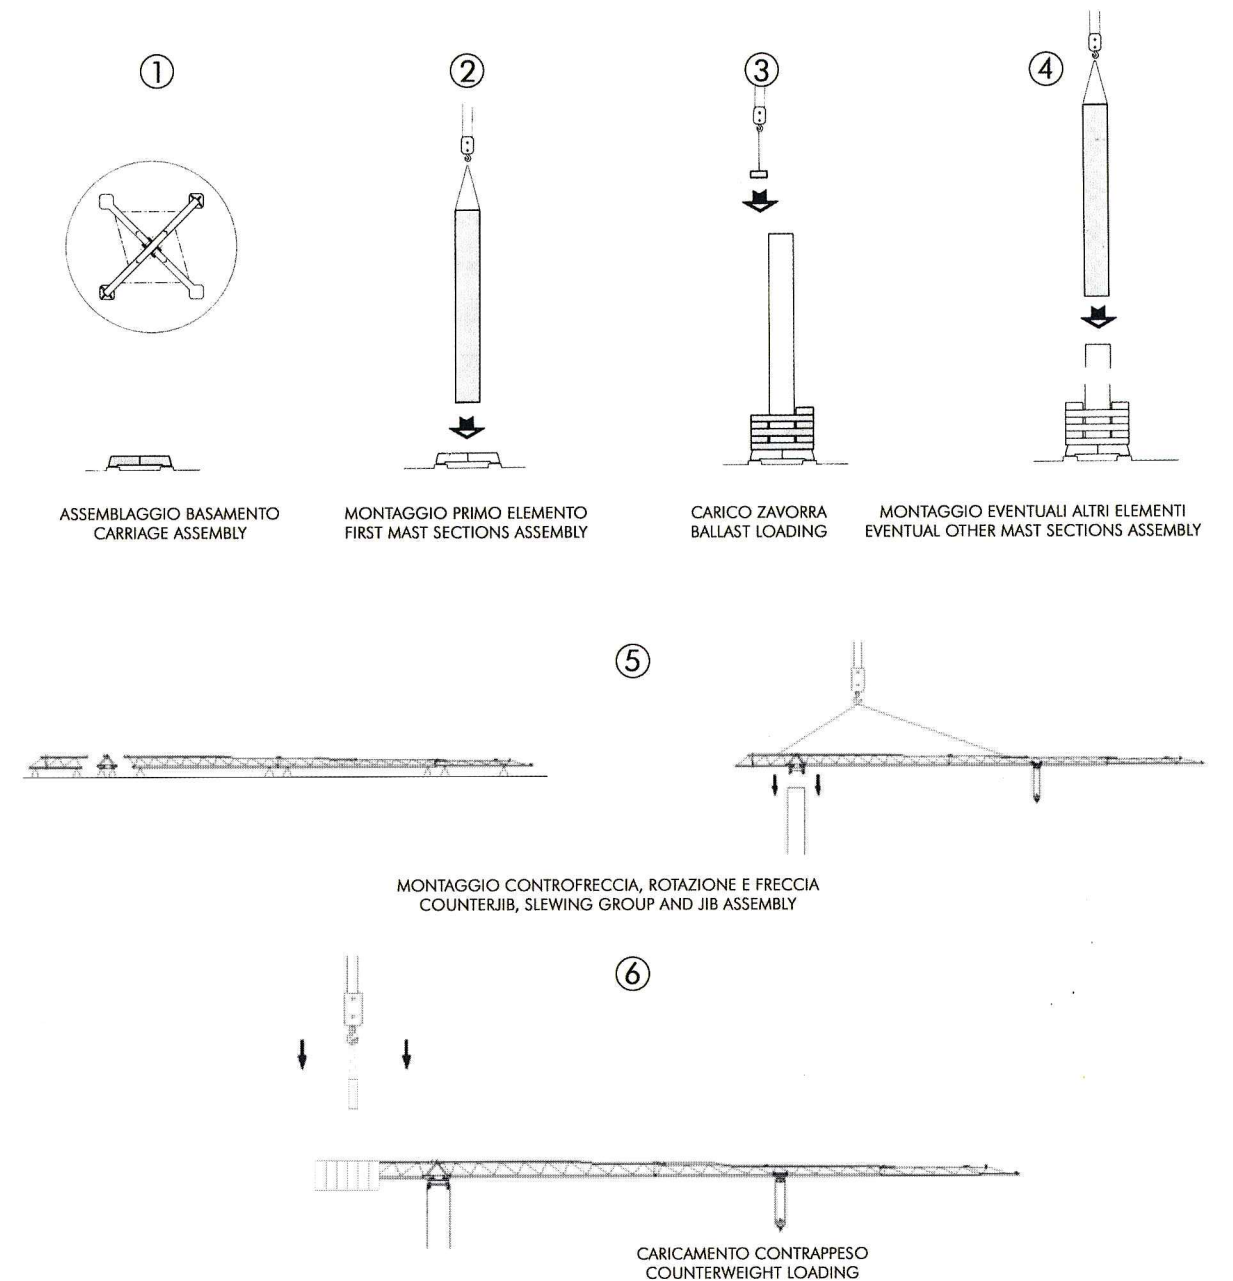 1
2
3
4
ASSEMBLAGGIO BASAMENTO
CARRIAGE ASSEMBLY
MONTAGGIO PRIMO ELEMENTO
FIRST MAST SECTIONS ASSEMBLY
CARICO ZAVORRA
BALLAST LOADING
MONTAGGIO EVENTUALI ALTRI ELEMENTI
EVENTUAL OTHER MAST SECTIONS ASSEMBLY
5
MONTAGGIO CONTROFRECCIA, ROTAZIONE E FRECCIA
COUNTERJIB, SLEWING GROUP AND JIB ASSEMBLY
6
CARICAMENTO CONTRAPPESO
COUNTERWEIGHT LOADING